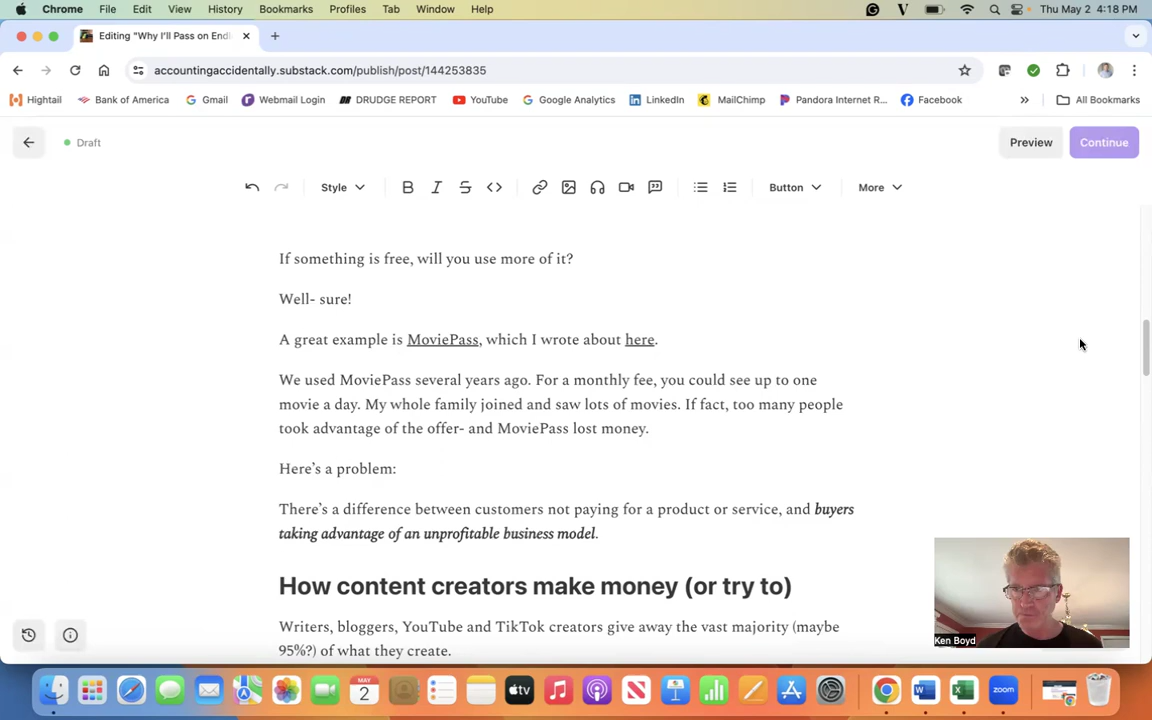 Chrome File Edit View History Bookmarks Profiles Tab Window Help Thu May 2 4:18 PM
Editing "Why I'll Pass on Endi
accountingaccidentally.substack.com/publish/post/144253835
Hightail Bank of America Gmail Webmail Login DRUDGE REPORT YouTube Google Analytics LinkedIn MailChimp Pandora Internet R... Facebook » All Bookmarks
Draft Preview Continue
Style Button More
If something is free, will you use more of it?
Well- sure!
A great example is MoviePass, which I wrote about here.
We used MoviePass several years ago. For a monthly fee, you could see up to one
movie a day. My whole family joined and saw lots of movies. If fact, too many people
took advantage of the offer- and MoviePass lost money.
Here's a problem:
There's a difference between customers not paying for a product or service, and buyers
taking advantage of an unprofitable business model.
How content creators make money (or try to)
Writers, bloggers, YouTube and TikTok creators give away the vast majority (maybe
95%?) of what they create.
Ken Boyd
MAY
2
tv
zoom